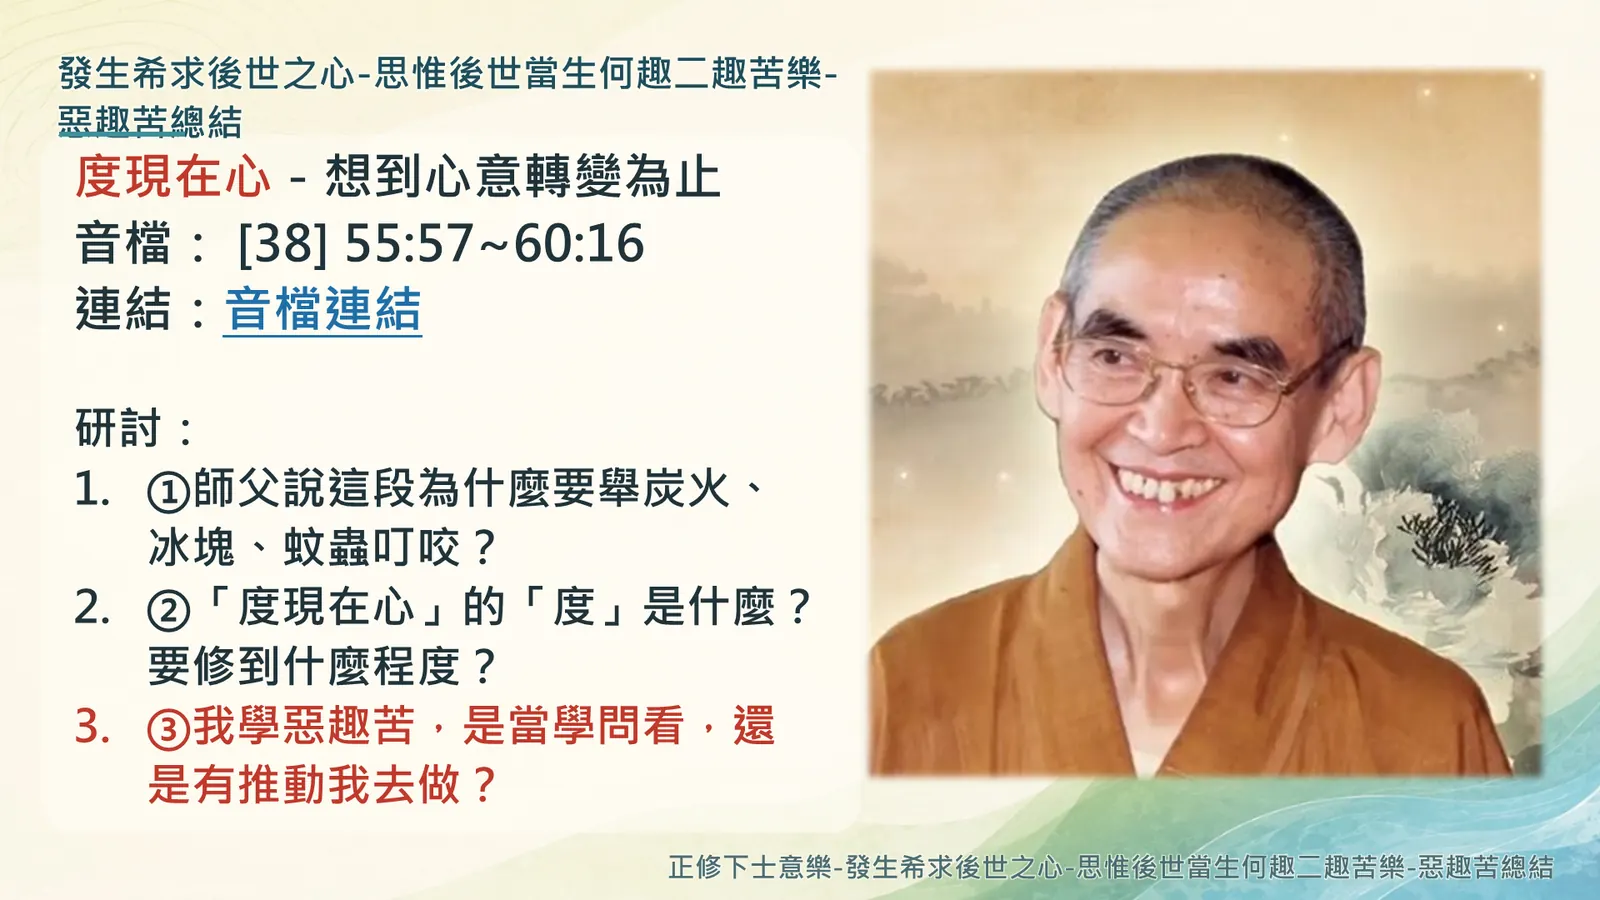 發生希求後世之心-思惟後世當生何趣二趣苦樂-
惡趣苦總結
度現在心 - 想到心意轉變為止
音檔： [38] 55:57~60:16
連結：音檔連結
研討：
1. ①師父說這段為什麼要舉炭火、
冰塊、蚊蟲叮咬？
2. ②「度現在心」的「度」是什麼？
要修到什麼程度？
3. ③我學惡趣苦，是當學問看，還
是有推動我去做？
正修下士意樂-發生希求後世之心-思惟後世當生何趣二趣苦樂-惡趣苦總結